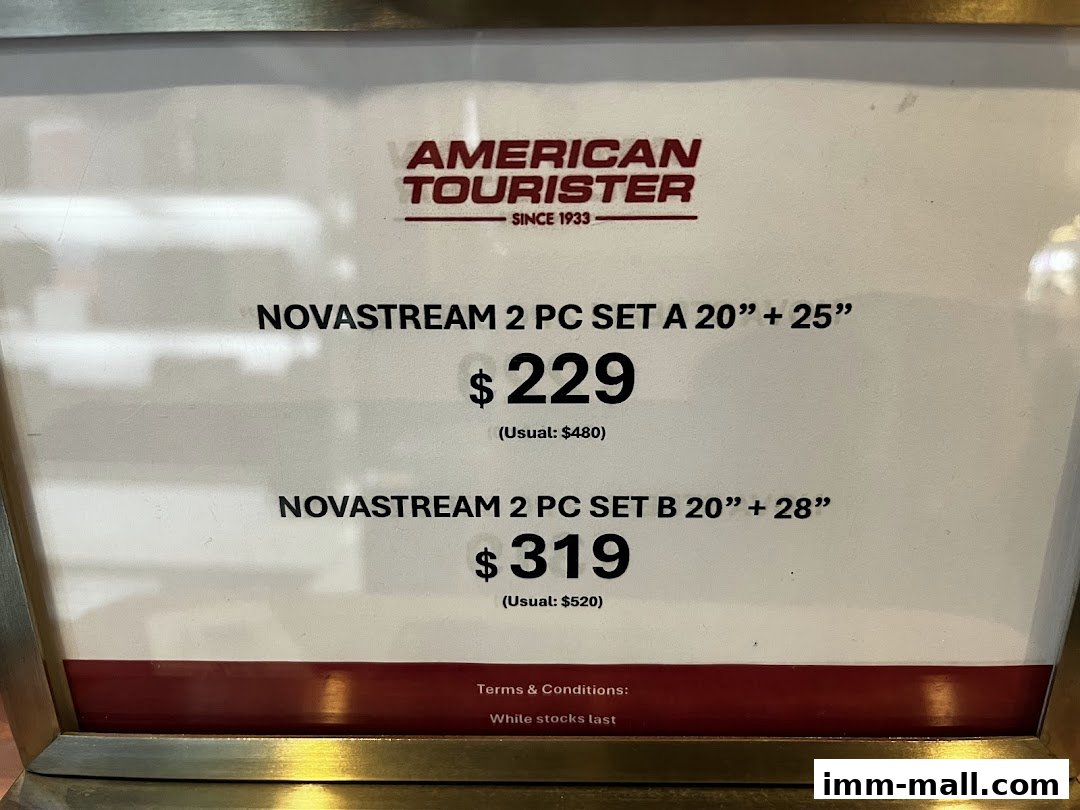 AMERICAN
TOURISTER
SINCE 1933
NOVASTREAM 2 PC SET A 20” + 25”
$ 229
(Usual: $480)
NOVASTREAM 2 PC SET B 20” + 28”
$ 319
(Usual: $520)
Terms & Conditions:
While stocks last
imm-mall.com